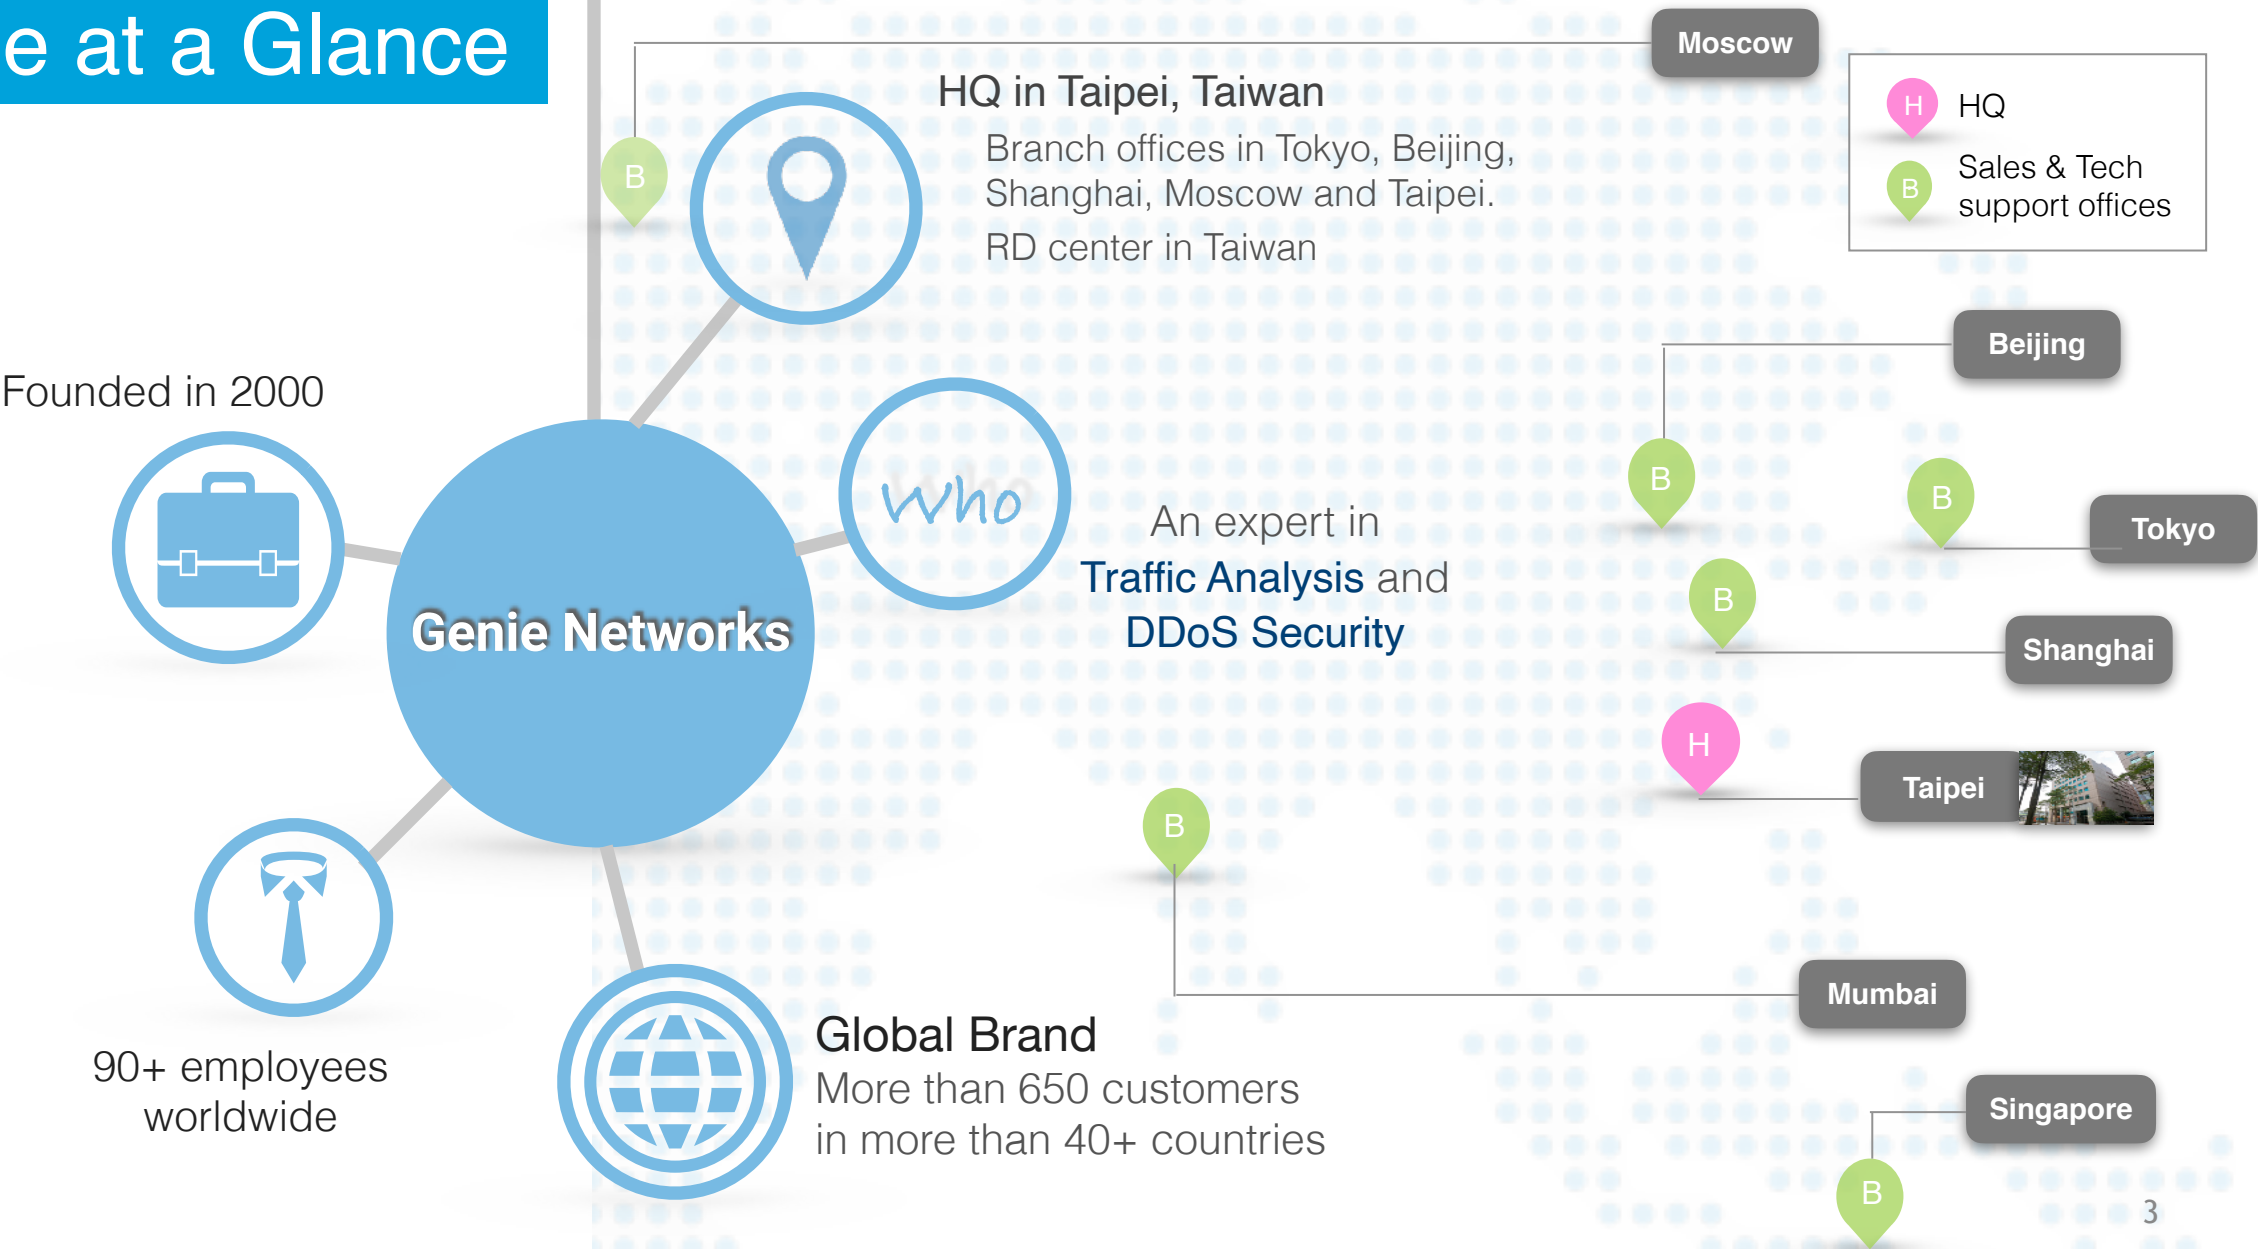 e at a Glance
Moscow
H
HQ
B
Sales & Tech
support offices
HQ in Taipei, Taiwan
Branch offices in Tokyo, Beijing,
Shanghai, Moscow and Taipei.
RD center in Taiwan
B
Beijing
Founded in 2000
B
who
B
Tokyo
An expert in
Traffic Analysis and
DDoS Security
B
Shanghai
Genie Networks
H
Taipei
B
Mumbai
Global Brand
More than 650 customers
in more than 40+ countries
90+ employees
worldwide
Singapore
B
3